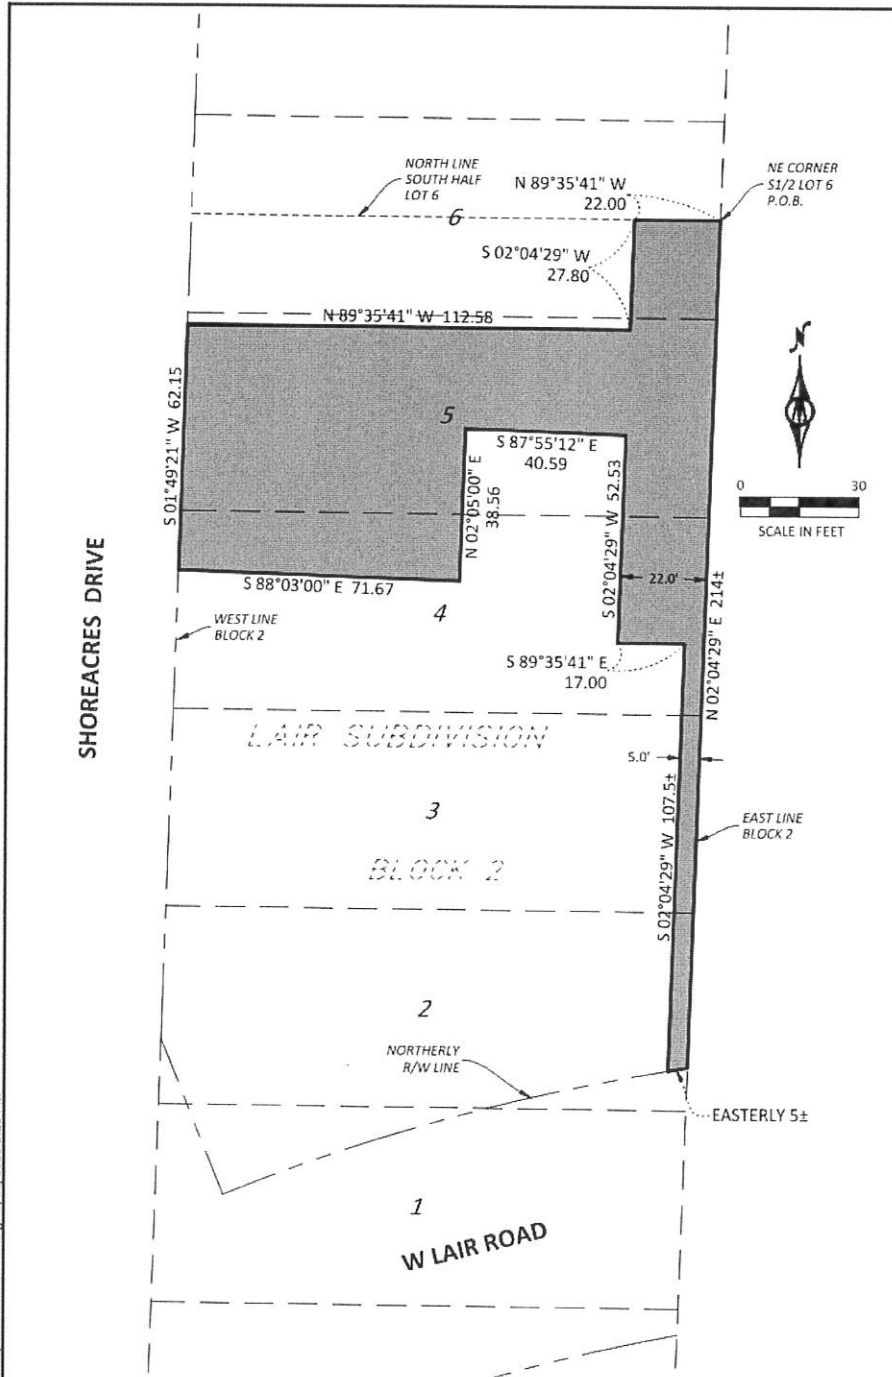 NORTH LINE
SOUTH HALF
LOT 6
N 89°35'41" W
22.00
NE CORNER
S1/2 LOT 6
P.O.B.
6
S 02°04'29" W
27.80
N 89°35'41" W 112.58
N
S 01°49'21" W 62.15
5
S 87°55'12" E
40.59
N 02°05'00" E
38.56
S 02°04'29" W 52.53
0 30
SCALE IN FEET
SHOREACRES DRIVE
S 88°03'00" E 71.67
22.0'
N 02°04'29" E 214±
WEST LINE
BLOCK 2
4
S 89°35'41" E
17.00
LAIR SUBDIVISION
5.0'
3
S 02°04'29" W 107.5±
EAST LINE
BLOCK 2
BLOCK 2
2
NORTHERLY
R/W LINE
EASTERLY 5±
1
W LAIR ROAD